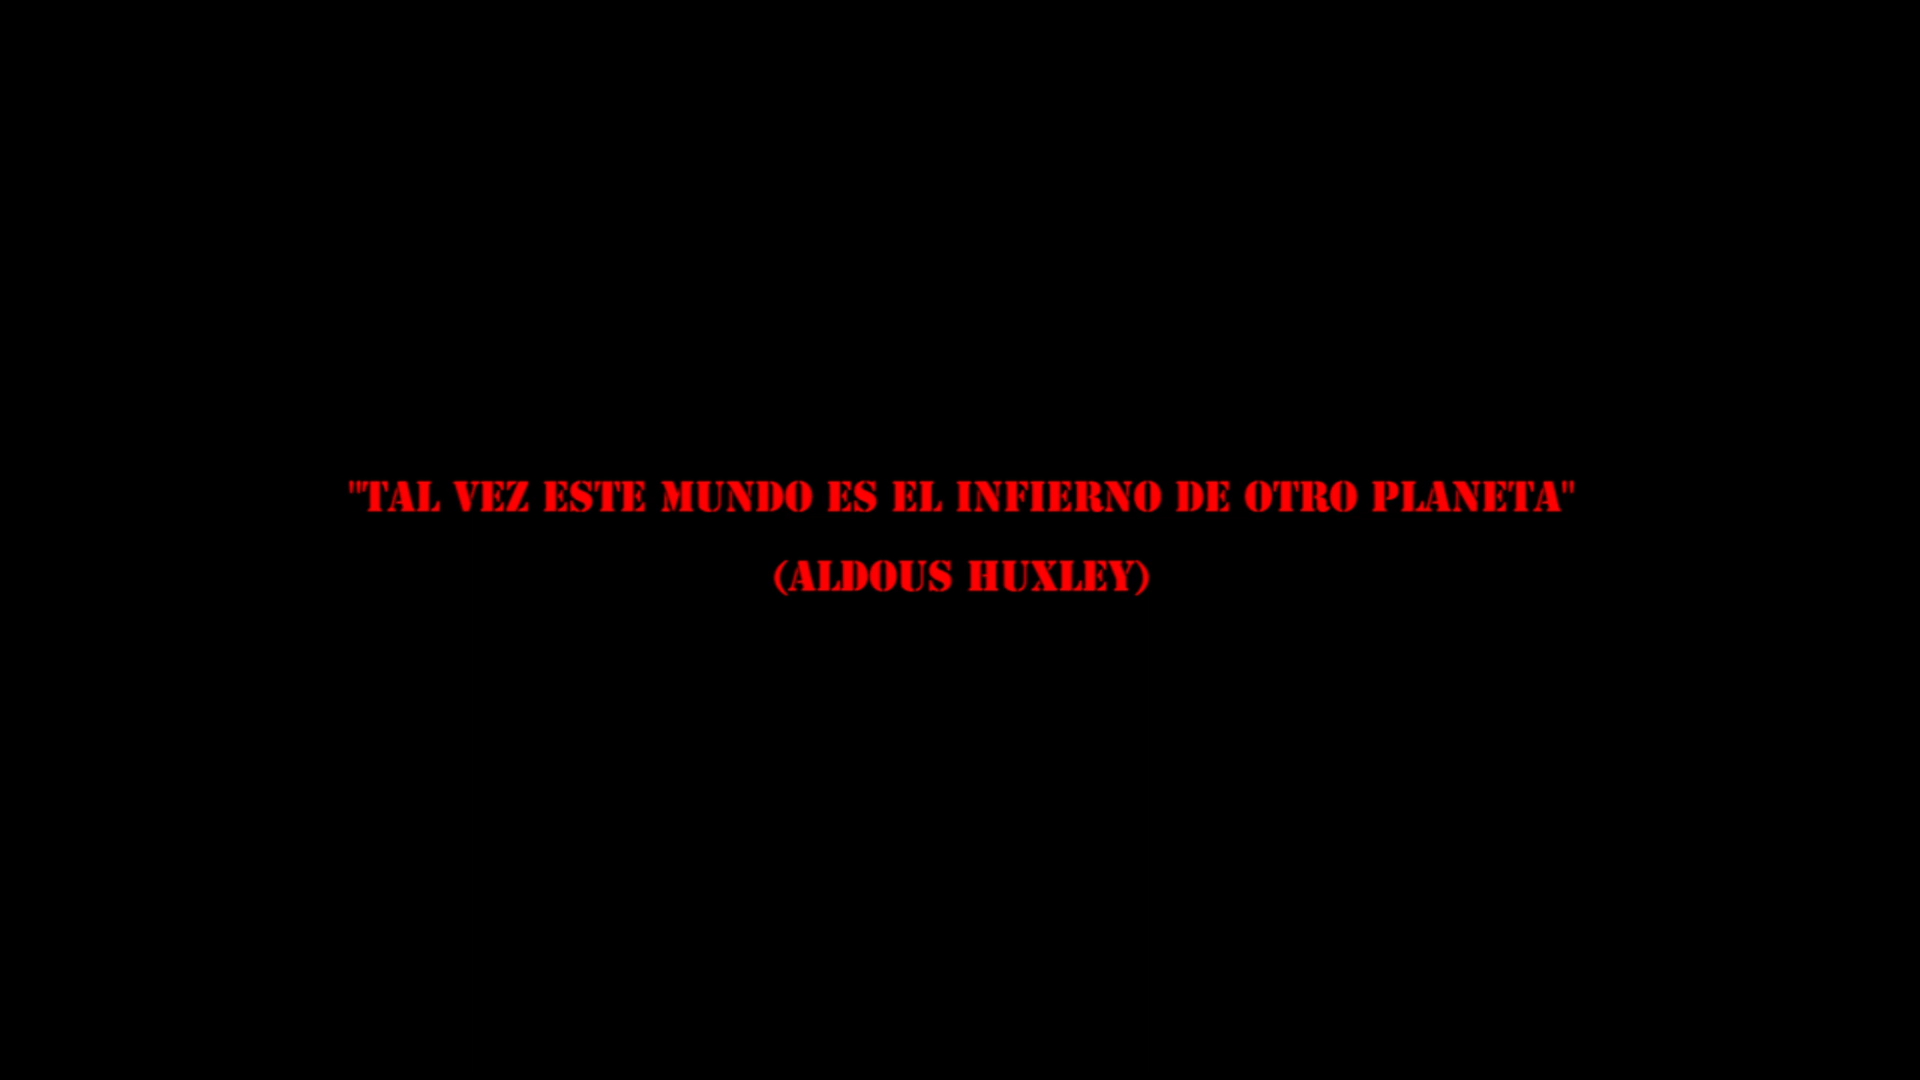 "TAL VEZ ESTE MUNDO ES EL INFIERNO DE OTRO PLANETA"
(ALDOUS HUXLEY)